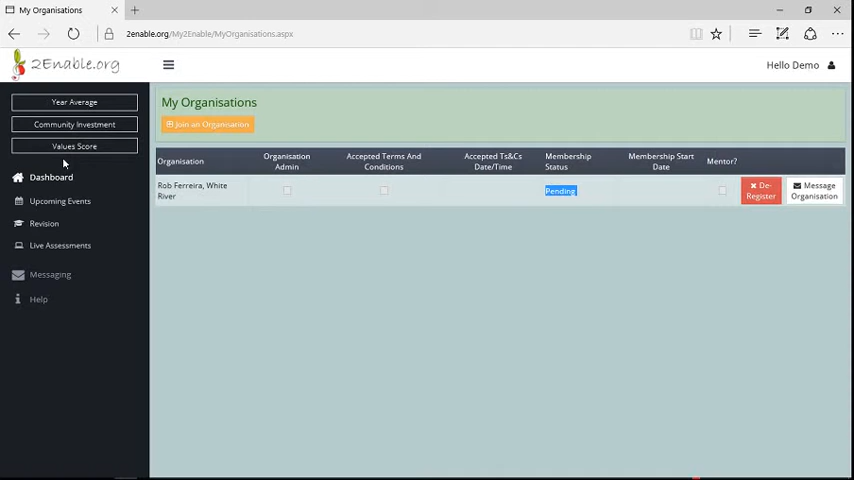 My Organisations
2enable.org/My2Enable/MyOrganisations.aspx
2Enable.org
Hello Demo
Year Average
Community Investment
Values Score
Dashboard
Upcoming Events
Revision
Live Assessments
Messaging
Help
My Organisations
Join an Organisation
Organisation
Organisation
Admin
Accepted Terms And
Conditions
Accepted Ts&Cs
Date/Time
Membership
Status
Membership Start
Date
Mentor?
Rob Ferreira, White
River
Pending
De-
Register
Message
Organisation